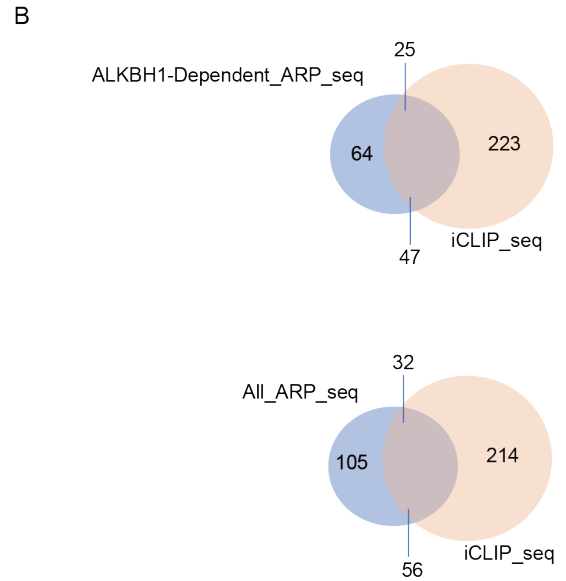 B
25
ALKBH1-Dependent_ARP_seq
64
223
iCLIP_seq
47
32
All_ARP_seq
105
214
iCLIP_seq
56